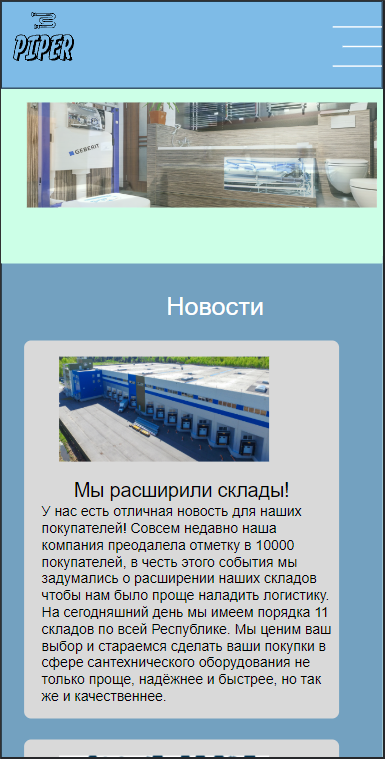 PIPER
GEBERIT
Новости
Мы расширили склады!
У нас есть отличная новость для наших
покупателей! Совсем недавно наша
компания преодалела отметку в 10000
покупателей, в честь этого события мы
задумались о расширении наших складов
чтобы нам было проще наладить логистику.
На сегодняшний день мы имеем порядка 11
складов по всей Республике. Мы ценим ваш
выбор и стараемся сделать ваши покупки в
сфере сантехнического оборудования не
только проще, надёжнее и быстрее, но так
же и качественнее.